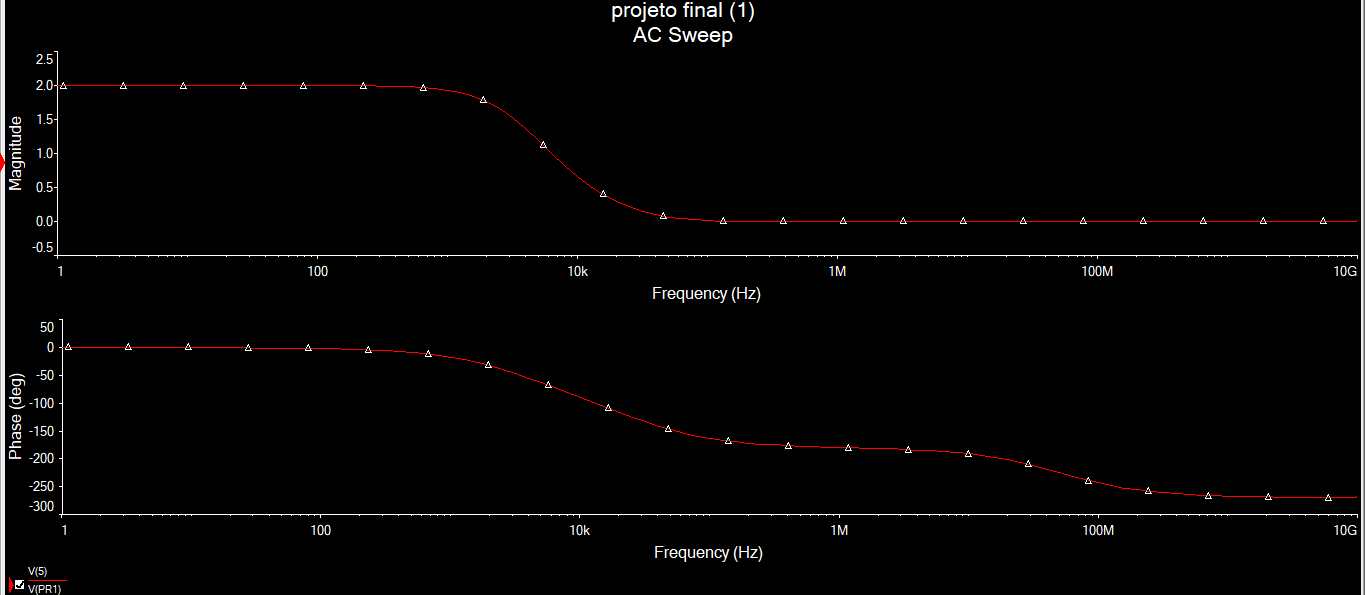 projeto final (1)
AC Sweep
2.5
2.0
1.5
1.0
0.5
0.0
-0.5
Magnitude
1 100 10k 1M 100M 10G
Frequency (Hz)
50
0
-50
-100
-150
-200
-250
-300
Phase (deg)
1 100 10k 1M 100M 10G
Frequency (Hz)
V(5)
V(PR1)